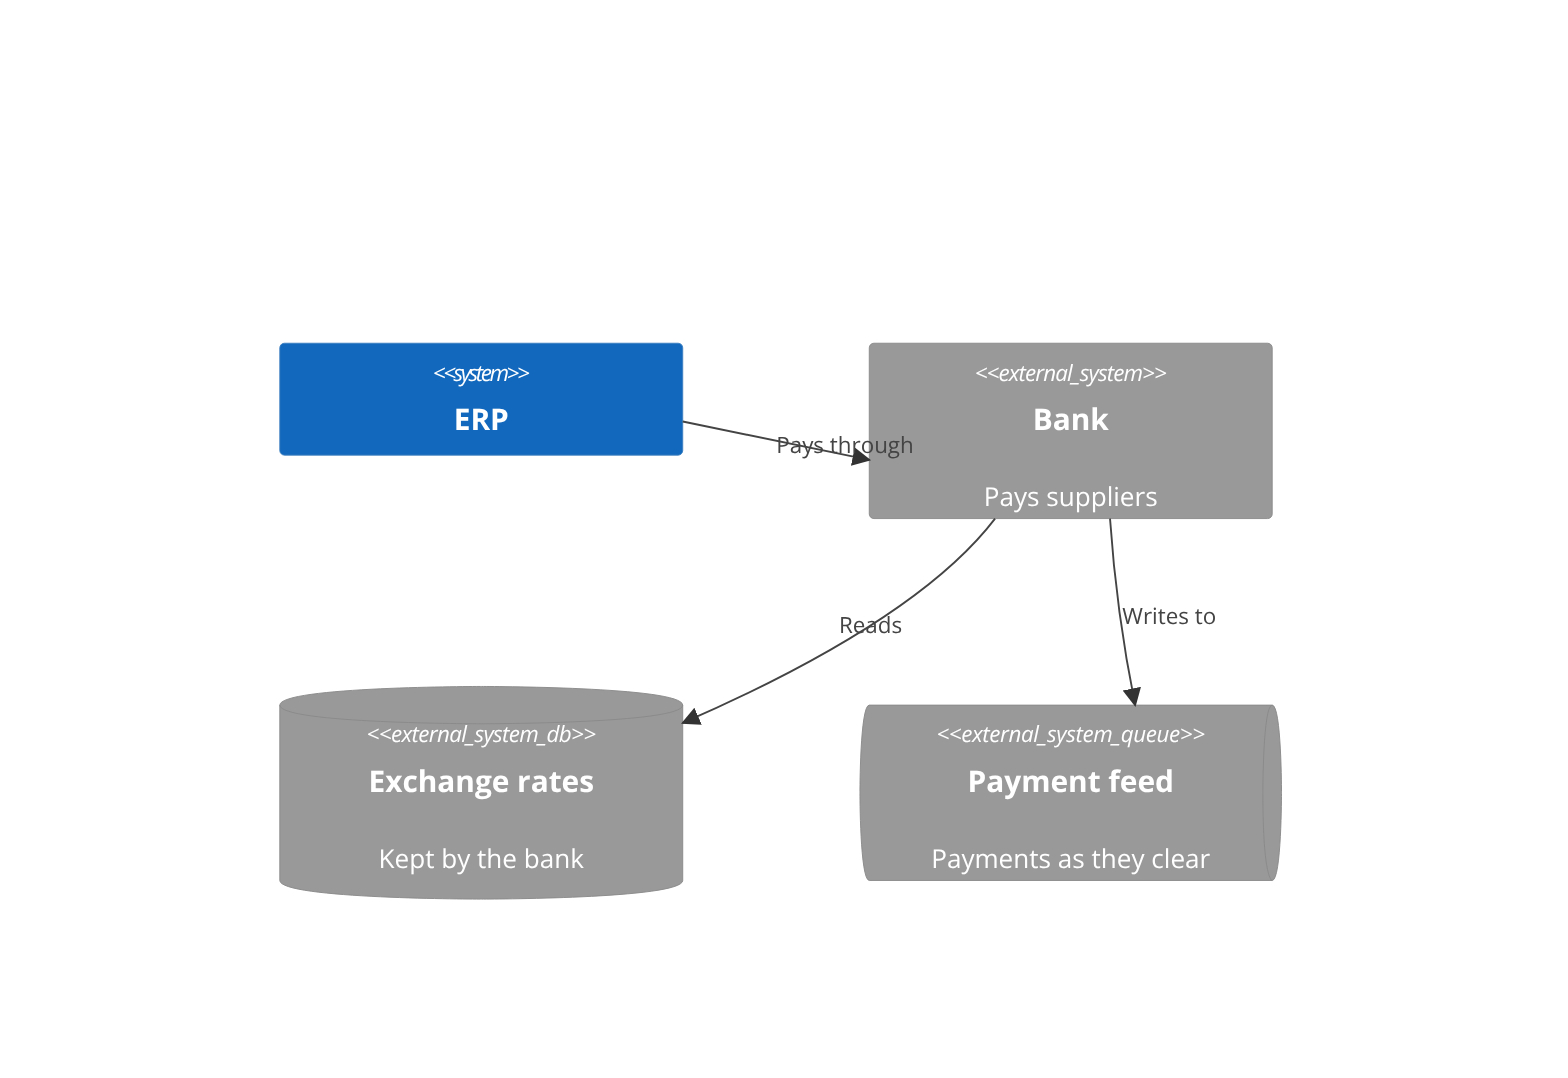 <<system>>
ERP
<<external_system>>
Bank
Pays suppliers
Pays through
Reads
Writes to
<<external_system_db>>
Exchange rates
Kept by the bank
<<external_system_queue>>
Payment feed
Payments as they clear